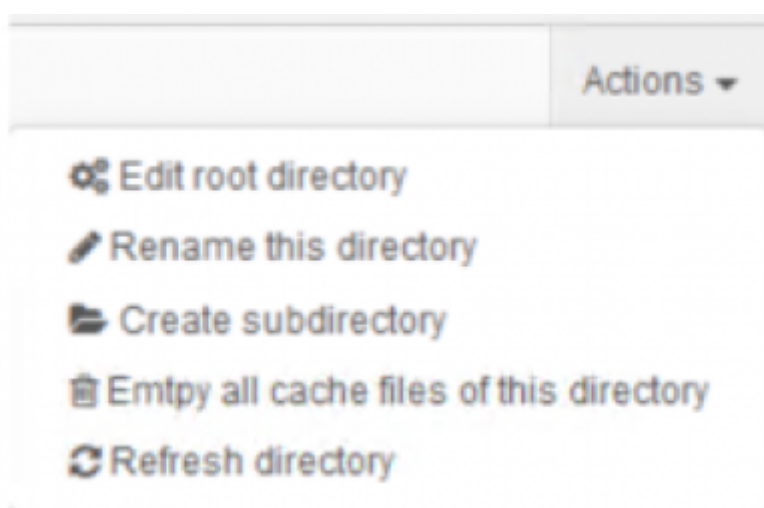 Actions
Edit root directory
Rename this directory
Create subdirectory
Emtpy all cache files of this directory
Refresh directory